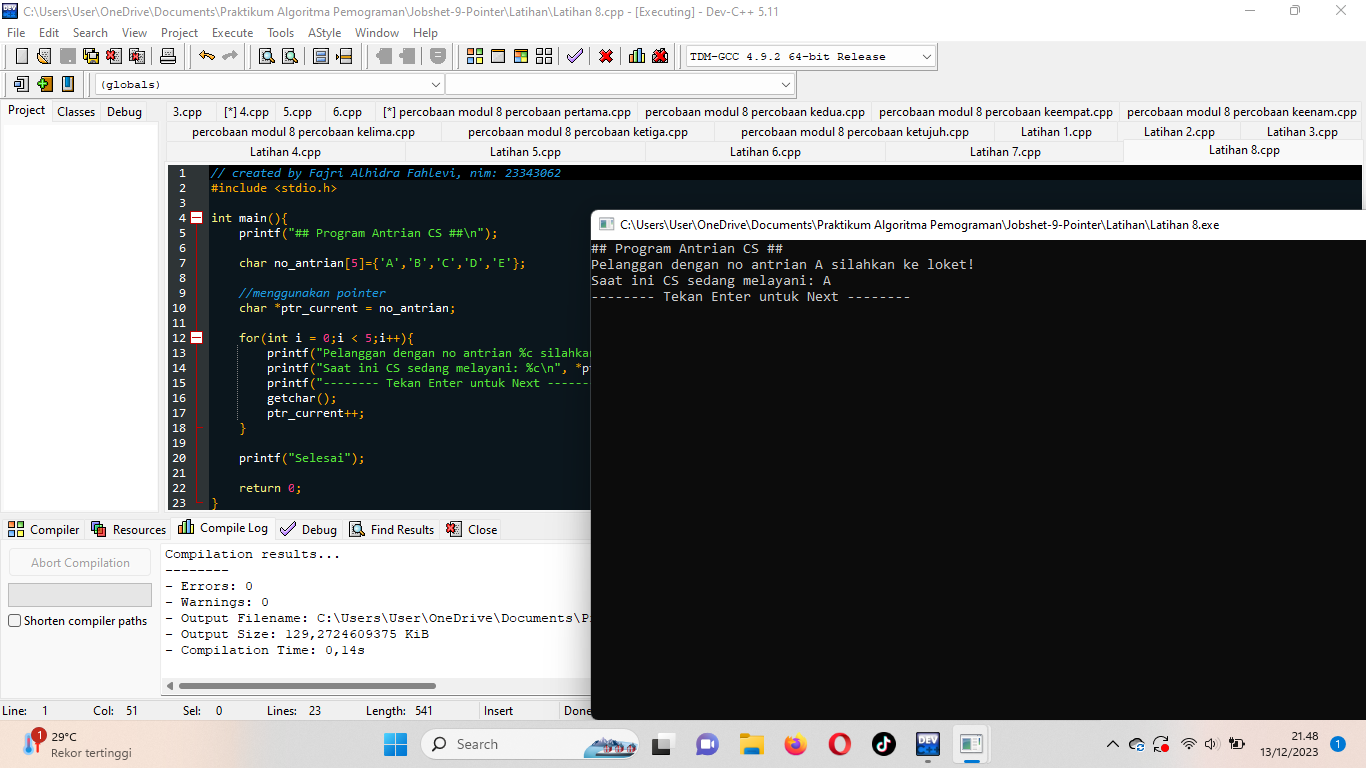 C:\Users\User\OneDrive\Documents\Praktikum Algoritma Pemograman\Jobshet-9-Pointer\Latihan\Latihan 8.cpp - [Executing] - Dev-C++ 5.11
File Edit Search View Project Execute Tools AStyle Window Help
TDM-GCC 4.9.2 64-bit Release
(globals)
Project Classes Debug
3.cpp [*] 4.cpp 5.cpp 6.cpp [*] percobaan modul 8 percobaan pertama.cpp percobaan modul 8 percobaan kedua.cpp percobaan modul 8 percobaan keempat.cpp percobaan modul 8 percobaan keenam.cpp
percobaan modul 8 percobaan kelima.cpp percobaan modul 8 percobaan ketiga.cpp percobaan modul 8 percobaan ketujuh.cpp Latihan 1.cpp Latihan 2.cpp Latihan 3.cpp
Latihan 4.cpp Latihan 5.cpp Latihan 6.cpp Latihan 7.cpp Latihan 8.cpp
1 // created by Fajri Alhidra Fahlevi, nim: 23343062
2 #include <stdio.h>
3
4 int main(){
5 printf("## Program Antrian CS ##\n");
6
7 char no_antrian[5]={'A','B','C','D','E'};
8
9 //menggunakan pointer
10 char *ptr_current = no_antrian;
11
12 for(int i = 0;i < 5;i++){
13 printf("Pelanggan dengan no antrian %c silahkan
14 printf("Saat ini CS sedang melayani: %c\n", *p
15 printf("-------- Tekan Enter untuk Next ------
16 getchar();
17 ptr_current++;
18 }
19
20 printf("Selesai");
21
22 return 0;
23 }
C:\Users\User\OneDrive\Documents\Praktikum Algoritma Pemograman\Jobshet-9-Pointer\Latihan\Latihan 8.exe
## Program Antrian CS ##
Pelanggan dengan no antrian A silahkan ke loket!
Saat ini CS sedang melayani: A
-------- Tekan Enter untuk Next --------
Compiler Resources Compile Log Debug Find Results Close
Abort Compilation
Shorten compiler paths
Compilation results...
--------
- Errors: 0
- Warnings: 0
- Output Filename: C:\Users\User\OneDrive\Documents\P
- Output Size: 129,2724609375 KiB
- Compilation Time: 0,14s
Line: 1 Col: 51 Sel: 0 Lines: 23 Length: 541 Insert Done
1
29°C
Rekor tertinggi
Search
DEV
21.48
13/12/2023
1